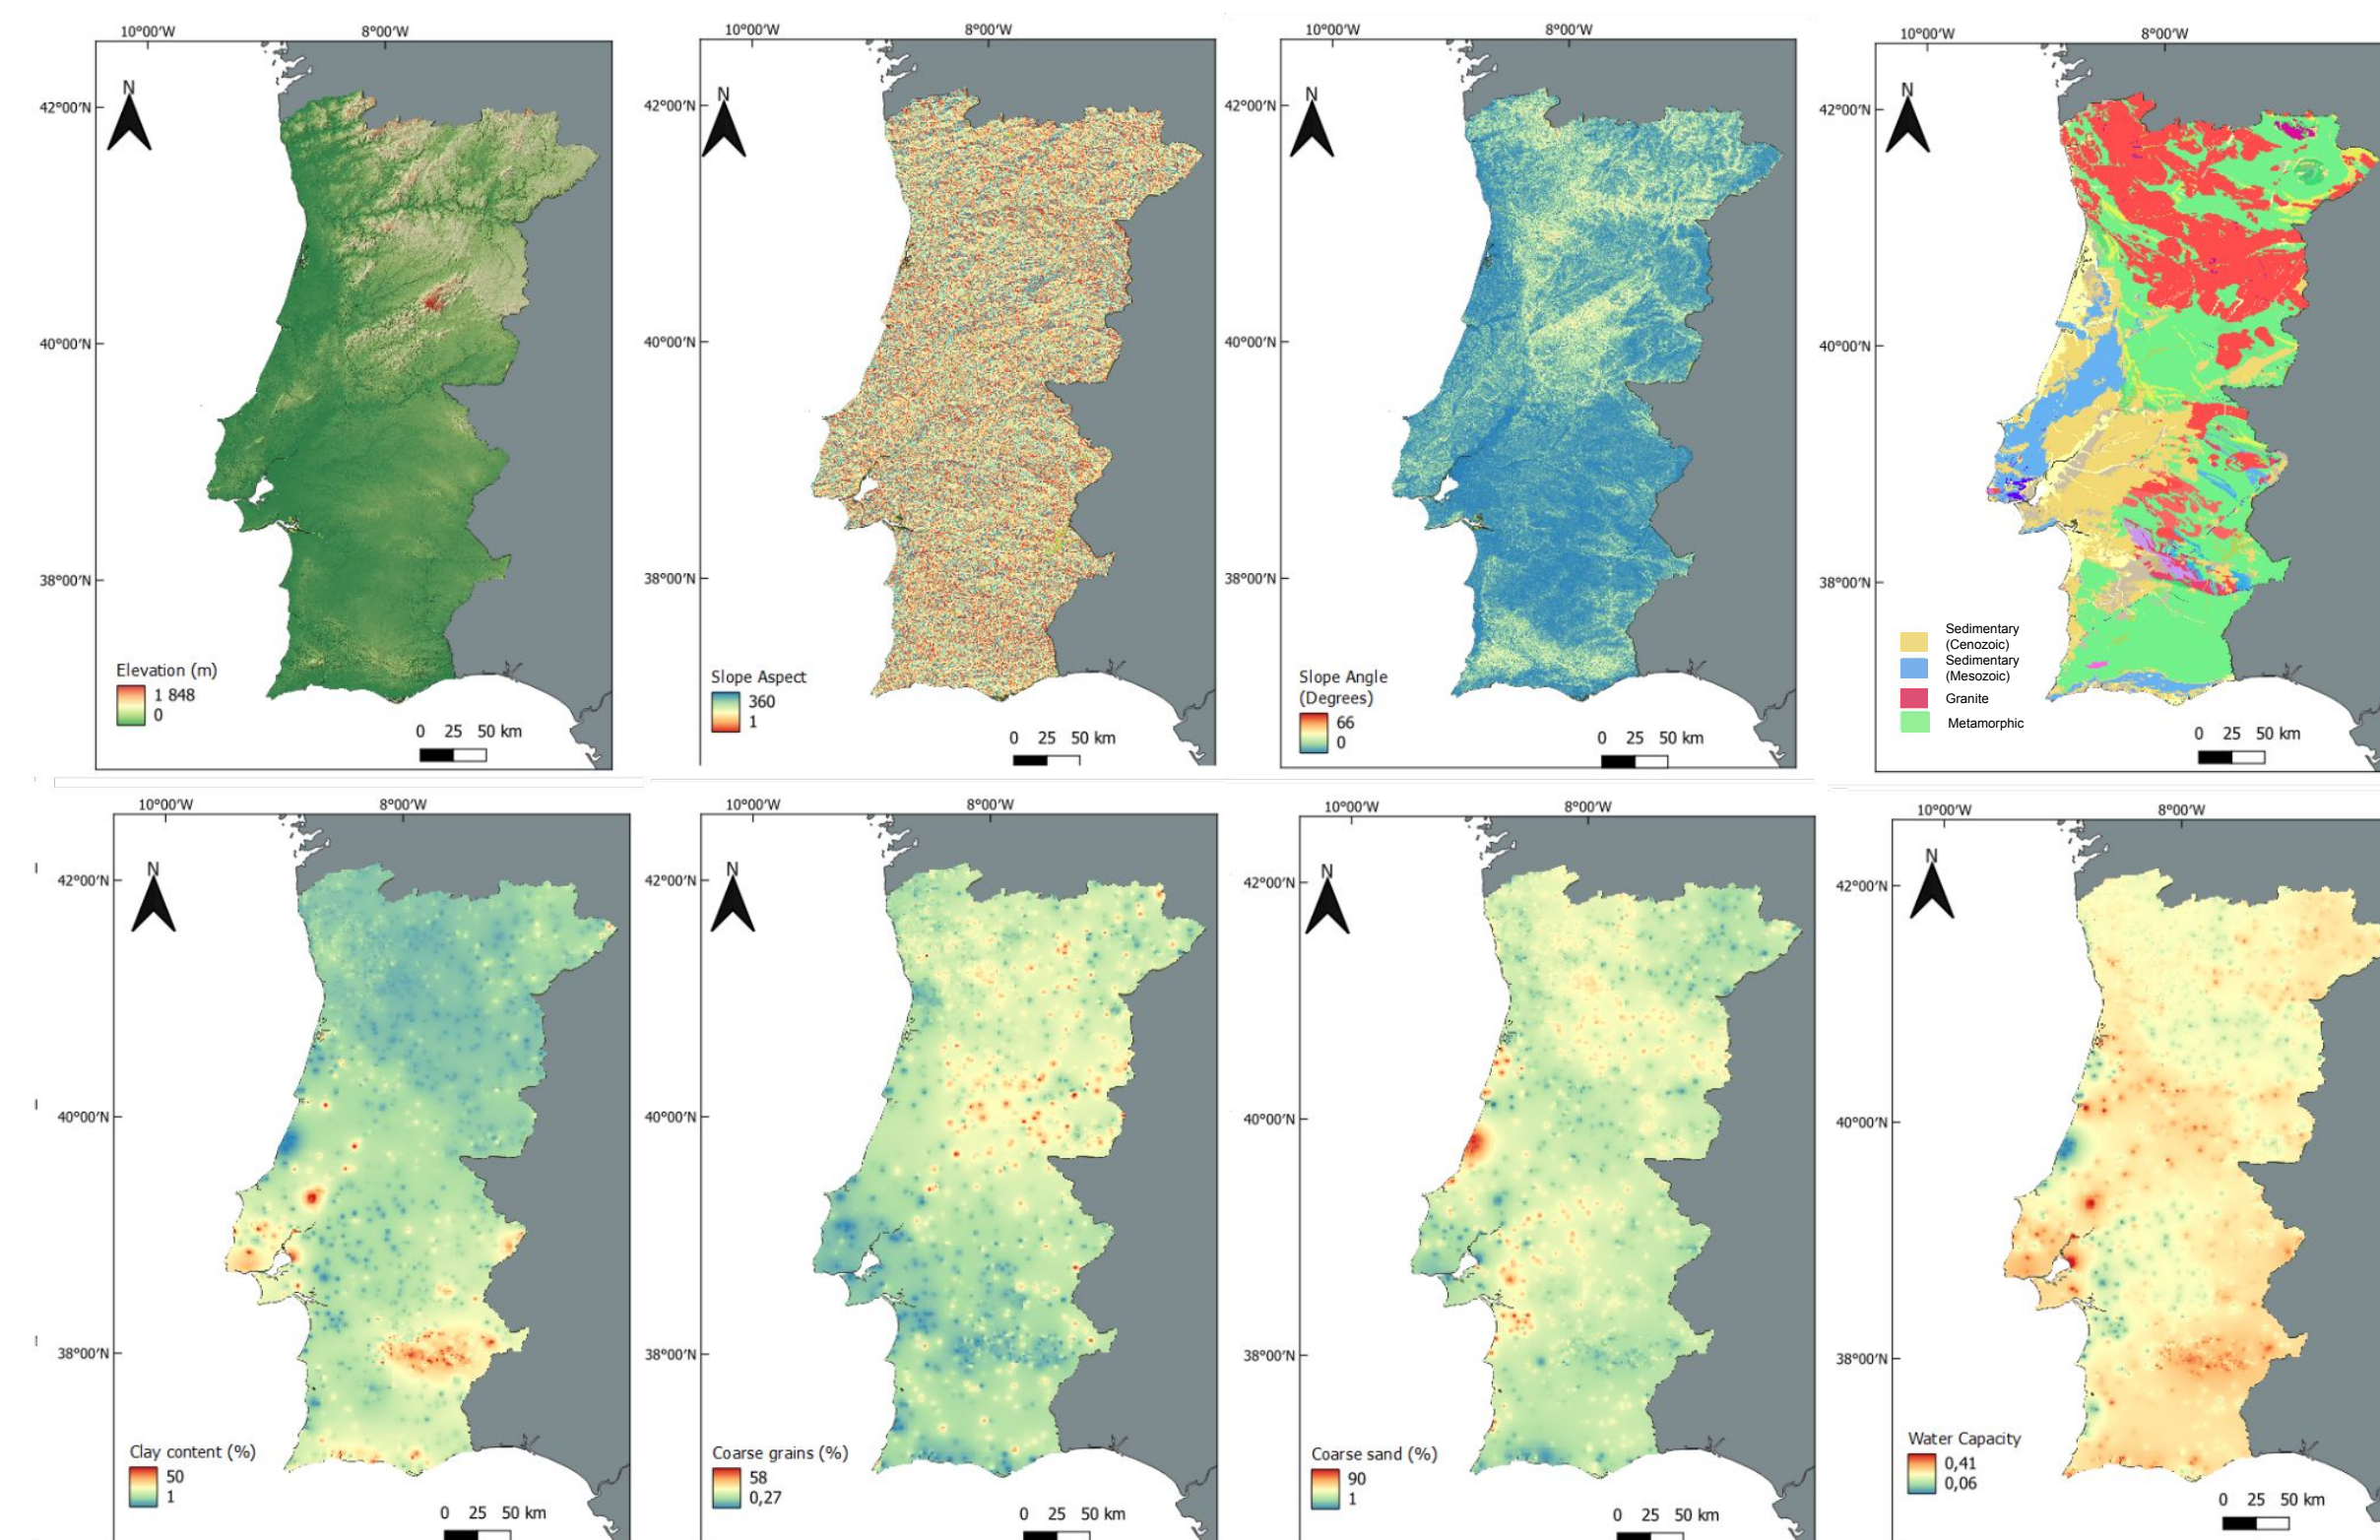 10°00'W 8°00'W
N
42°00'N
40°00'N
38°00'N
Elevation (m)
1 848
0
0 25 50 km
10°00'W 8°00'W
N
42°00'N
40°00'N
38°00'N
Slope Aspect
360
1
0 25 50 km
10°00'W 8°00'W
N
42°00'N
40°00'N
38°00'N
Slope Angle
(Degrees)
66
0
0 25 50 km
10°00'W 8°00'W
N
42°00'N
40°00'N
38°00'N
Sedimentary
(Cenozoic)
Sedimentary
(Mesozoic)
Granite
Metamorphic
0 25 50 km
10°00'W 8°00'W
N
42°00'N
40°00'N
38°00'N
Clay content (%)
50
1
0 25 50 km
10°00'W 8°00'W
N
42°00'N
40°00'N
38°00'N
Coarse grains (%)
58
0,27
0 25 50 km
10°00'W 8°00'W
N
42°00'N
40°00'N
38°00'N
Coarse sand (%)
90
1
0 25 50 km
10°00'W 8°00'W
N
42°00'N
40°00'N
38°00'N
Water Capacity
0,41
0,06
0 25 50 km